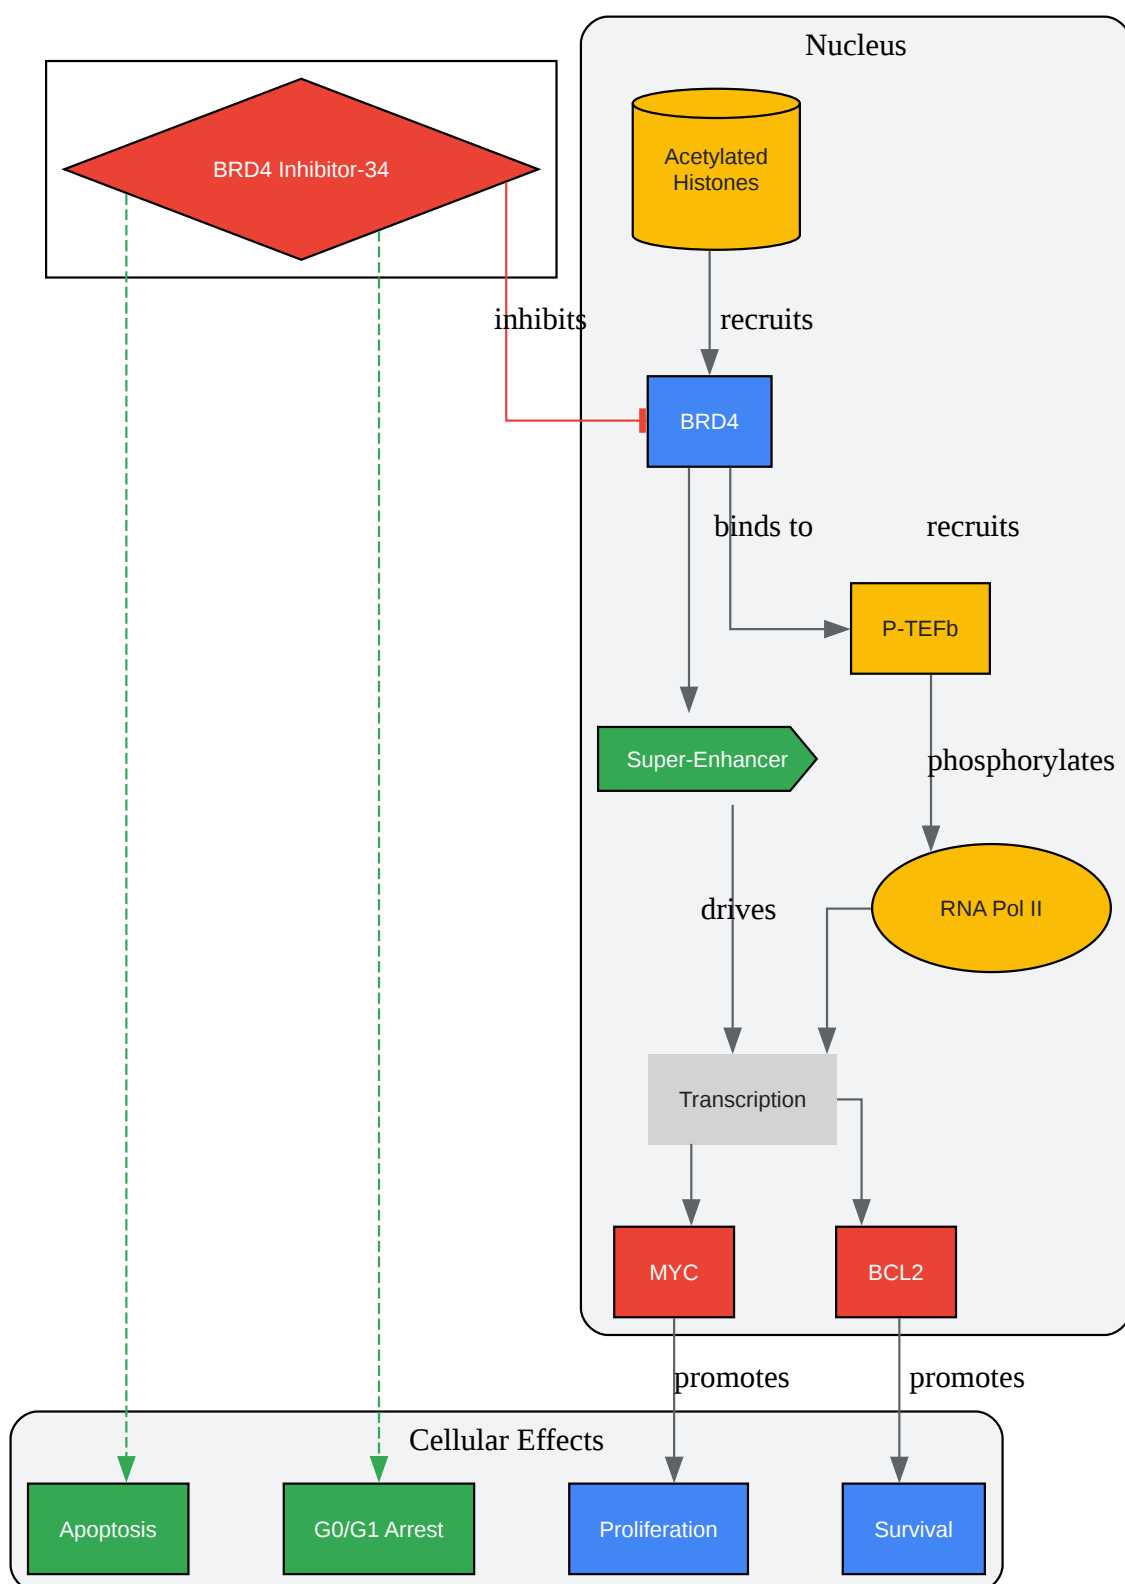 Nucleus
BRD4 Inhibitor-34
Acetylated
Histones
inhibits
recruits
BRD4
binds to
recruits
P-TEFb
Super-Enhancer
phosphorylates
drives
RNA Pol II
Transcription
MYC
BCL2
promotes
promotes
Cellular Effects
Apoptosis
G0/G1 Arrest
Proliferation
Survival